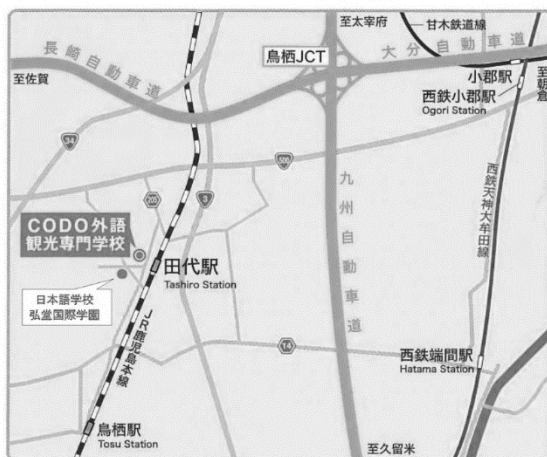 至太宰府
甘木鉄道線
長崎自動車道
鳥栖JCT
大分自動車道
至佐賀
小郡駅
西鉄小郡駅
Ogori Station
至朝倉
34
500
西鉄天神大牟田線
205
3
九州自動車道
CODO外語
観光専門学校
田代駅
Tashiro Station
日本語学校
弘堂国際学園
JR鹿児島本線
14
西鉄端間駅
Hatama Station
鳥栖駅
Tosu Station
至久留米